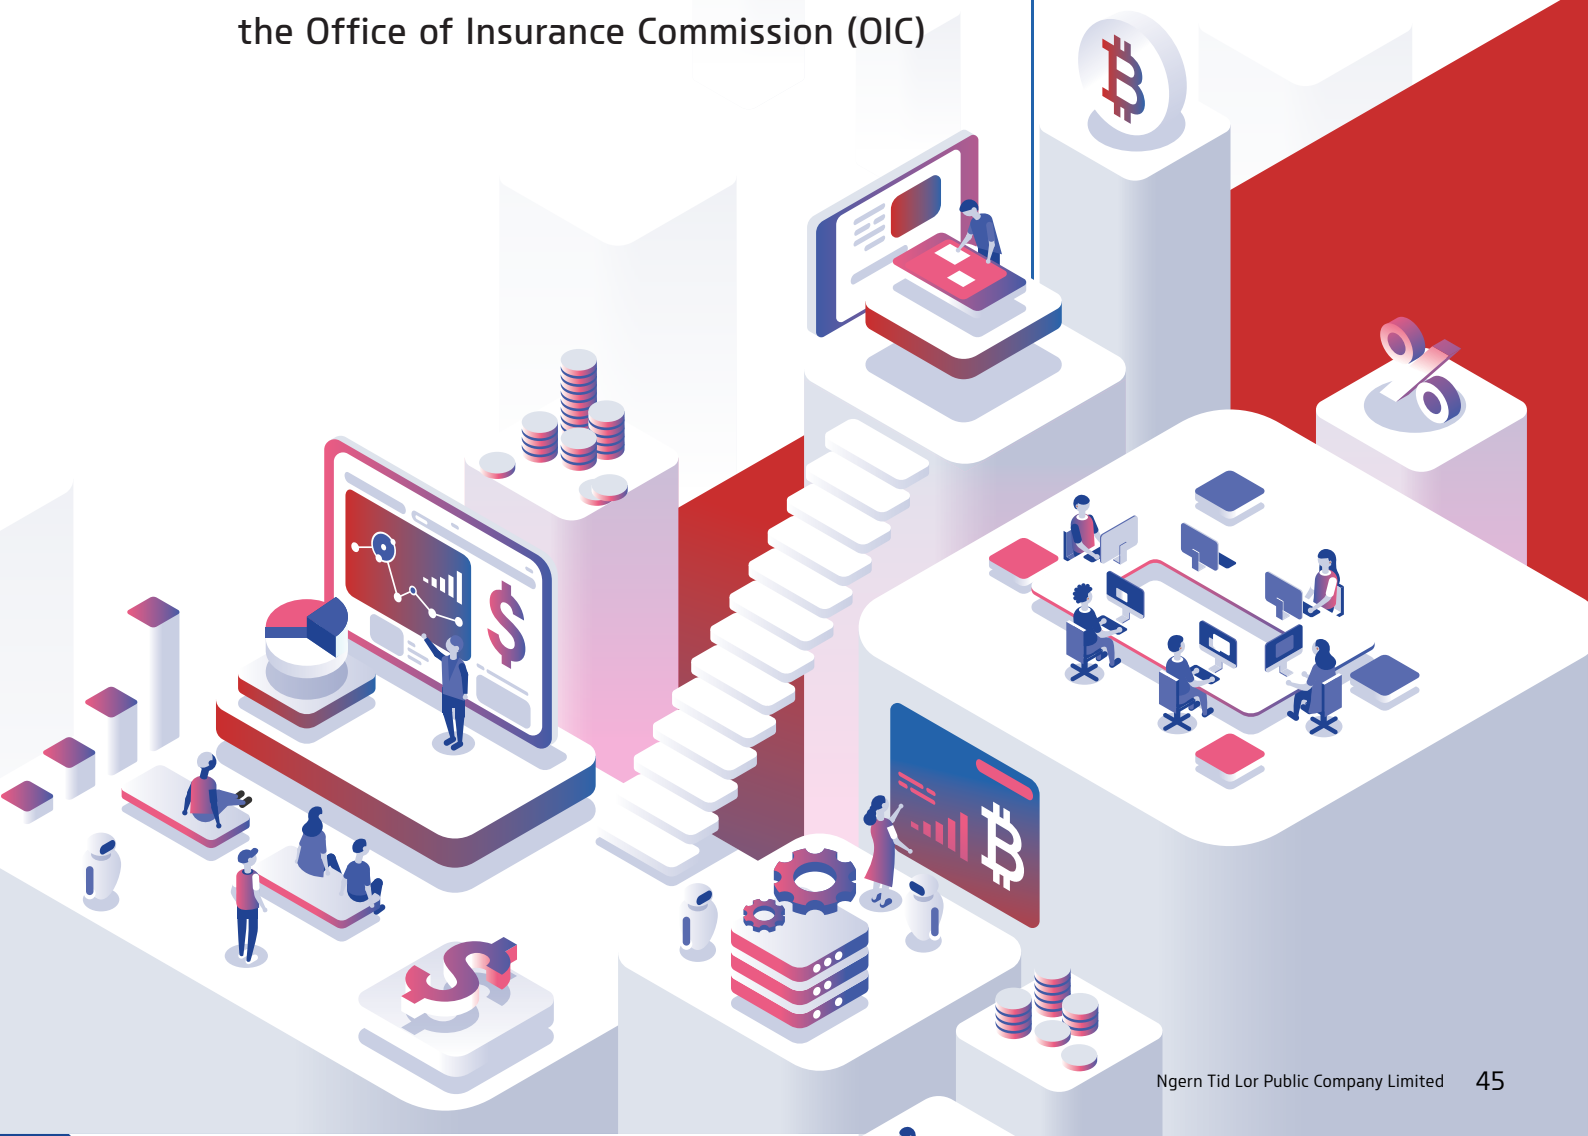 the Office of Insurance Commission (OIC)
Ngern Tid Lor Public Company Limited 45